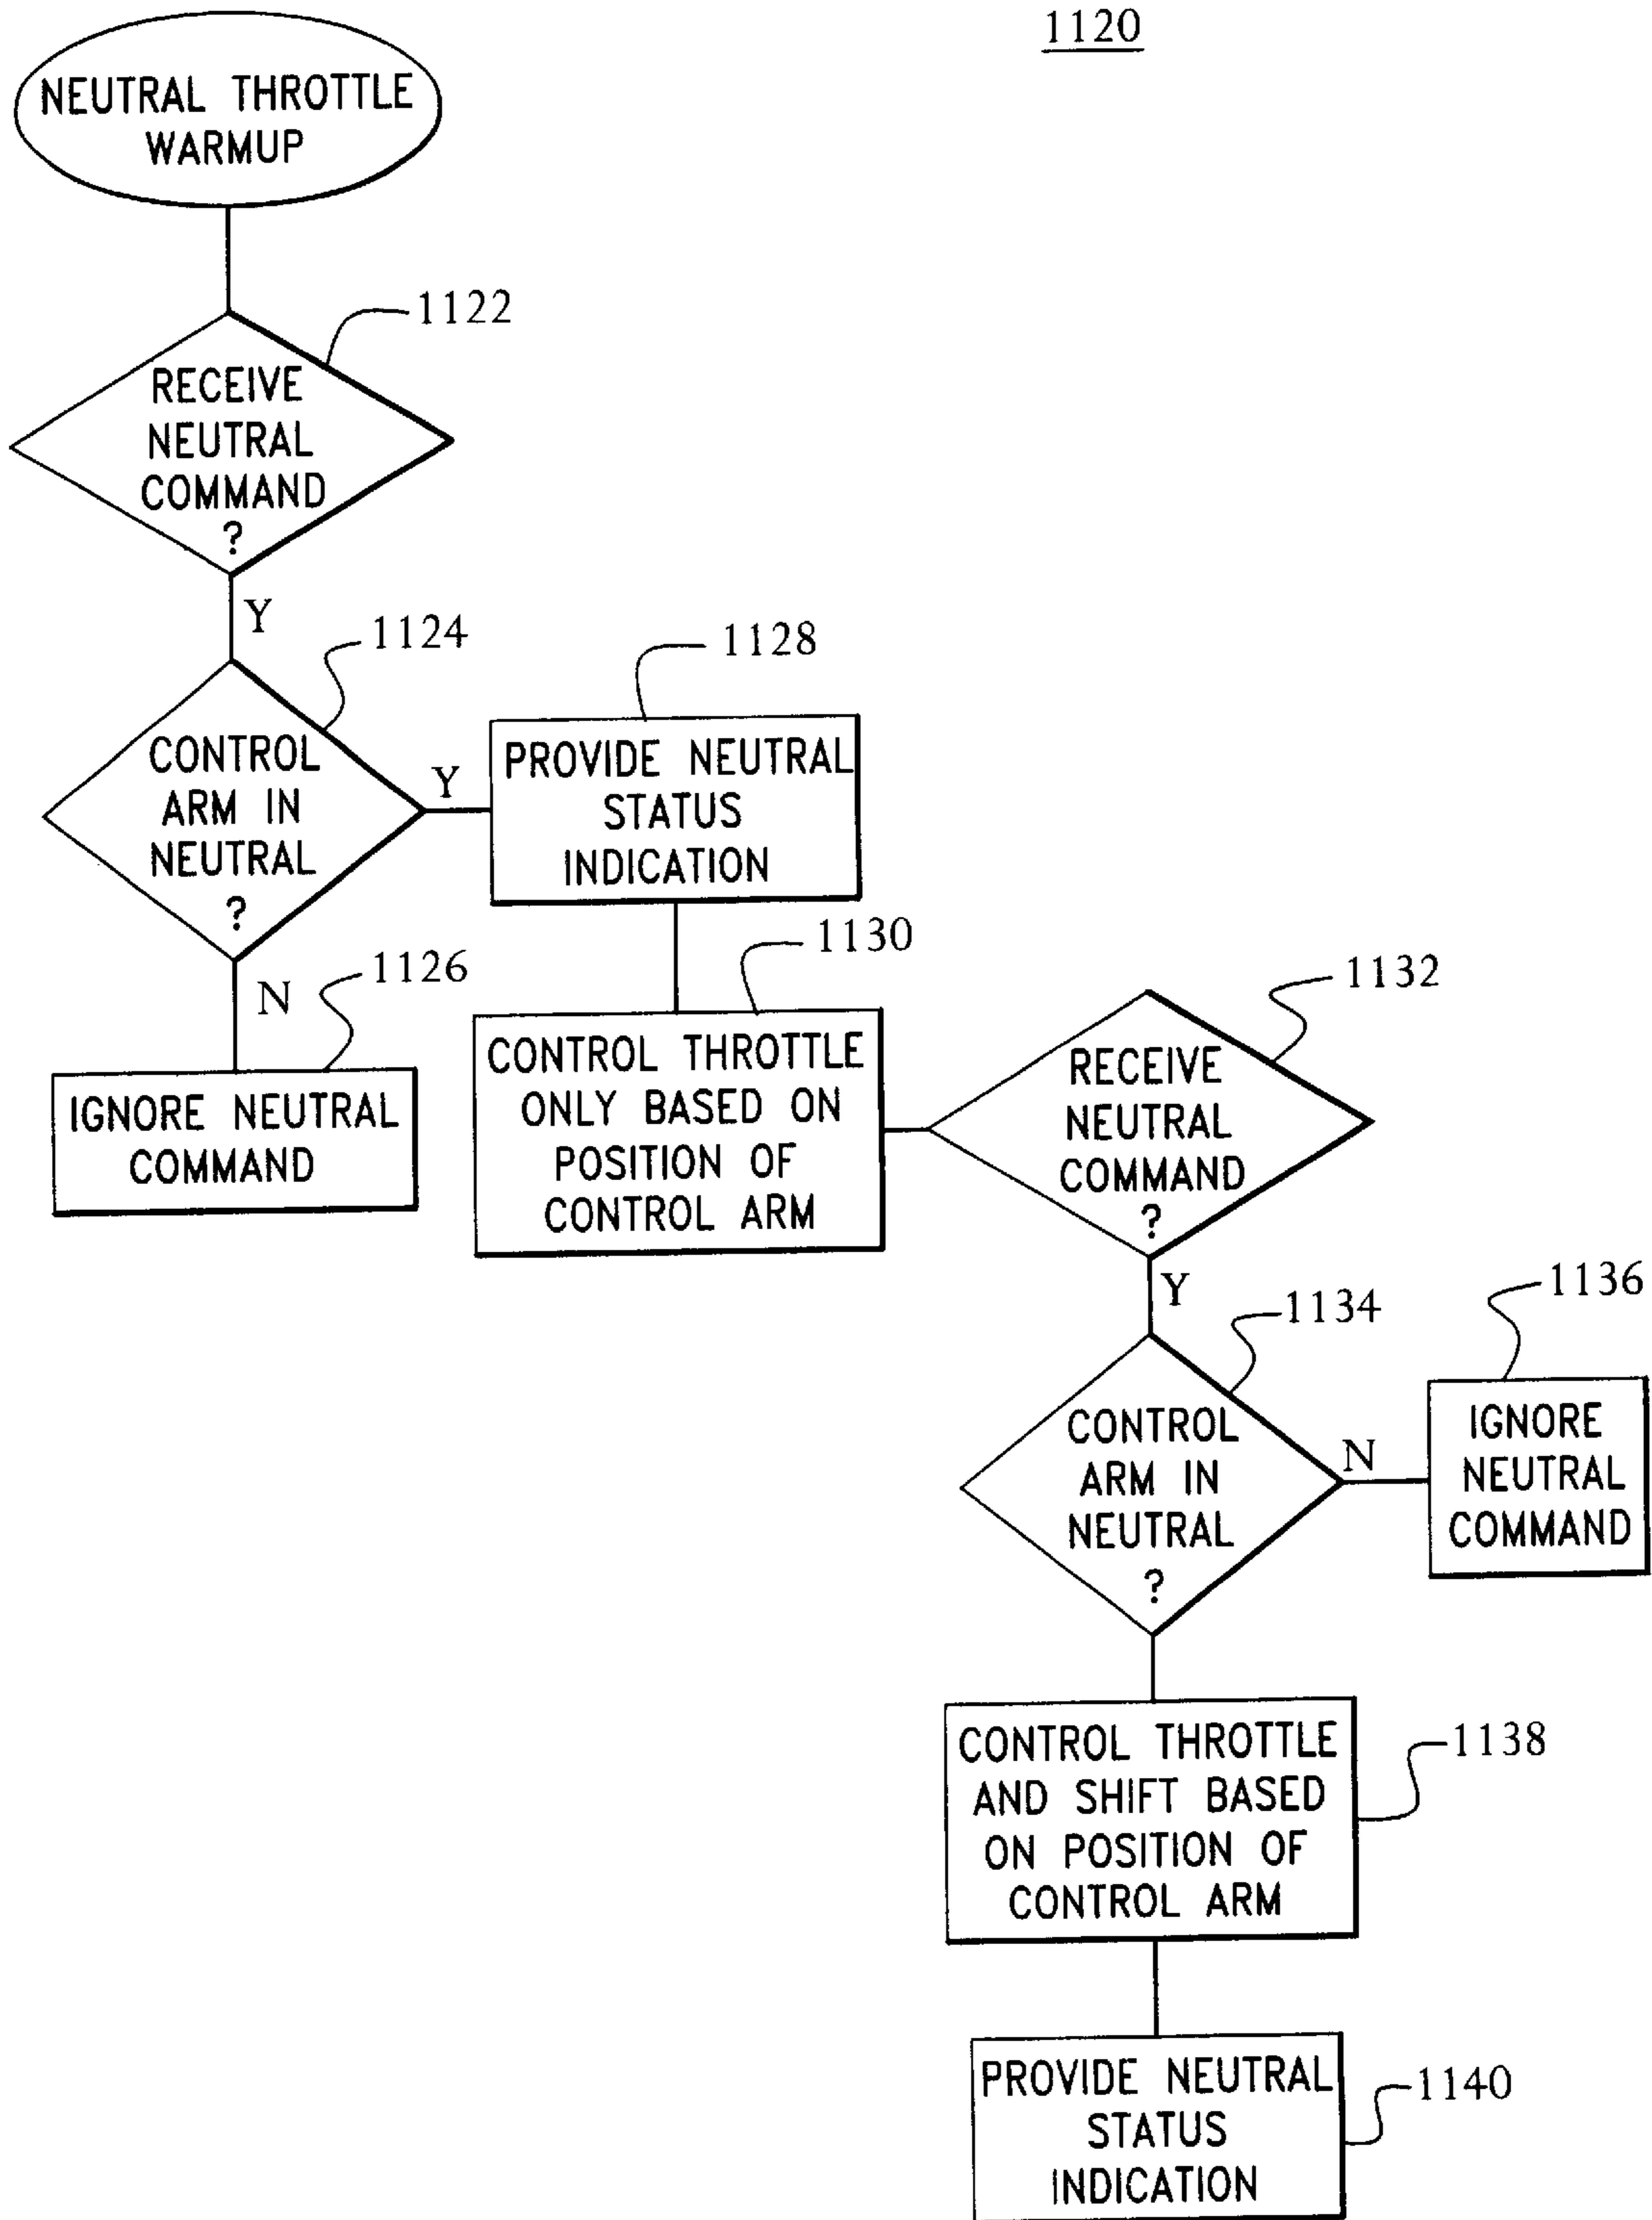 1120
NEUTRAL THROTTLE
WARMUP
1122
RECEIVE
NEUTRAL
COMMAND
?
Y
1124
CONTROL
ARM IN
NEUTRAL
?
Y
1128
PROVIDE NEUTRAL
STATUS
INDICATION
N
1126
IGNORE NEUTRAL
COMMAND
1130
CONTROL THROTTLE
ONLY BASED ON
POSITION OF
CONTROL ARM
1132
RECEIVE
NEUTRAL
COMMAND
?
Y
1134
CONTROL
ARM IN
NEUTRAL
?
N
1136
IGNORE
NEUTRAL
COMMAND
1138
CONTROL THROTTLE
AND SHIFT BASED
ON POSITION OF
CONTROL ARM
1140
PROVIDE NEUTRAL
STATUS
INDICATION